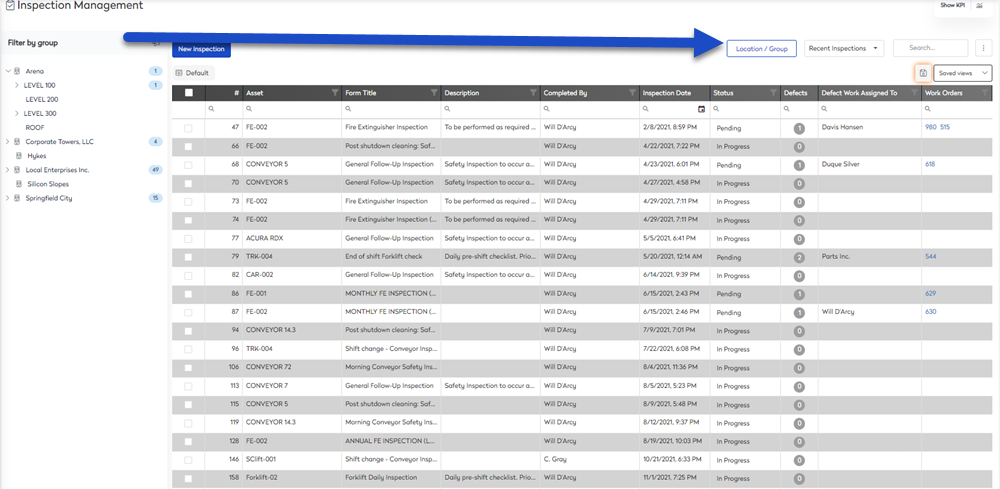 Inspection Management
Show KPI
Filter by group
New Inspection
Location / Group
Recent Inspections
Search...
Default
Saved views
Arena 1
LEVEL 100 1
LEVEL 200
LEVEL 300
ROOF
Corporate Towers, LLC 4
Hykes
Local Enterprises Inc. 49
Silicon Slopes
Springfield City 15
# Asset Form Title Description Completed By Inspection Date Status Defects Defect Work Assigned To Work Orders
47 FE-002 Fire Extinguisher Inspection To be performed as required ... Will D'Arcy 2/8/2021, 8:59 PM Pending 1 Davis Hansen 980 515
66 FE-002 Post shutdown cleaning: Saf... Will D'Arcy 4/22/2021, 7:22 PM In Progress 0
68 CONVEYOR 5 General Follow-Up Inspection Safety Inspection to occur a... Will D'Arcy 4/23/2021, 6:01 PM Pending 1 Duque Silver 618
70 CONVEYOR 5 General Follow-Up Inspection Safety Inspection to occur a... Will D'Arcy 4/27/2021, 4:58 PM In Progress 0
73 FE-002 Fire Extinguisher Inspection To be performed as required ... Will D'Arcy 4/29/2021, 7:11 PM In Progress 0
74 FE-002 Fire Extinguisher Inspection (... To be performed as required ... Will D'Arcy 4/29/2021, 7:11 PM In Progress 0
77 ACURA RDX General Follow-Up Inspection Safety Inspection to occur a... Will D'Arcy 5/5/2021, 6:41 PM In Progress 0
79 TRK-004 End of shift Forklift check Daily pre-shift checklist. Prio... Will D'Arcy 5/20/2021, 12:14 AM Pending 2 Parts Inc. 544
82 CAR-002 General Follow-Up Inspection Safety Inspection to occur a... Will D'Arcy 6/14/2021, 9:39 PM In Progress 0
86 FE-001 MONTHLY FE INSPECTION (... Will D'Arcy 6/15/2021, 2:43 PM Pending 1 629
87 FE-002 MONTHLY FE INSPECTION (... Will D'Arcy 6/15/2021, 2:46 PM Pending 1 Will D'Arcy 630
94 CONVEYOR 14.3 Post shutdown cleaning: Saf... Will D'Arcy 7/9/2021, 7:01 PM In Progress 0
96 TRK-004 Shift change - Conveyor Insp... Will D'Arcy 7/22/2021, 6:08 PM In Progress 0
106 CONVEYOR 72 Morning Conveyor Safety Ins... Will D'Arcy 8/4/2021, 11:36 PM In Progress 0
113 CONVEYOR 7 General Follow-Up Inspection Safety Inspection to occur a... Will D'Arcy 8/5/2021, 5:23 PM In Progress 0
115 CONVEYOR 5 Post shutdown cleaning: Saf... Will D'Arcy 8/9/2021, 5:48 PM In Progress 0
119 CONVEYOR 14.3 Morning Conveyor Safety Ins... Will D'Arcy 8/12/2021, 9:37 PM In Progress 0
128 FE-002 ANNUAL FE INSPECTION (L... Will D'Arcy 8/19/2021, 10:03 PM In Progress 0
146 SClift-001 Shift change - Conveyor Insp... C. Gray 10/21/2021, 6:33 PM In Progress 0
158 Forklift-02 Forklift Daily Inspection Daily pre-shift checklist. Prio... Will D'Arcy 11/1/2021, 7:25 PM In Progress 0